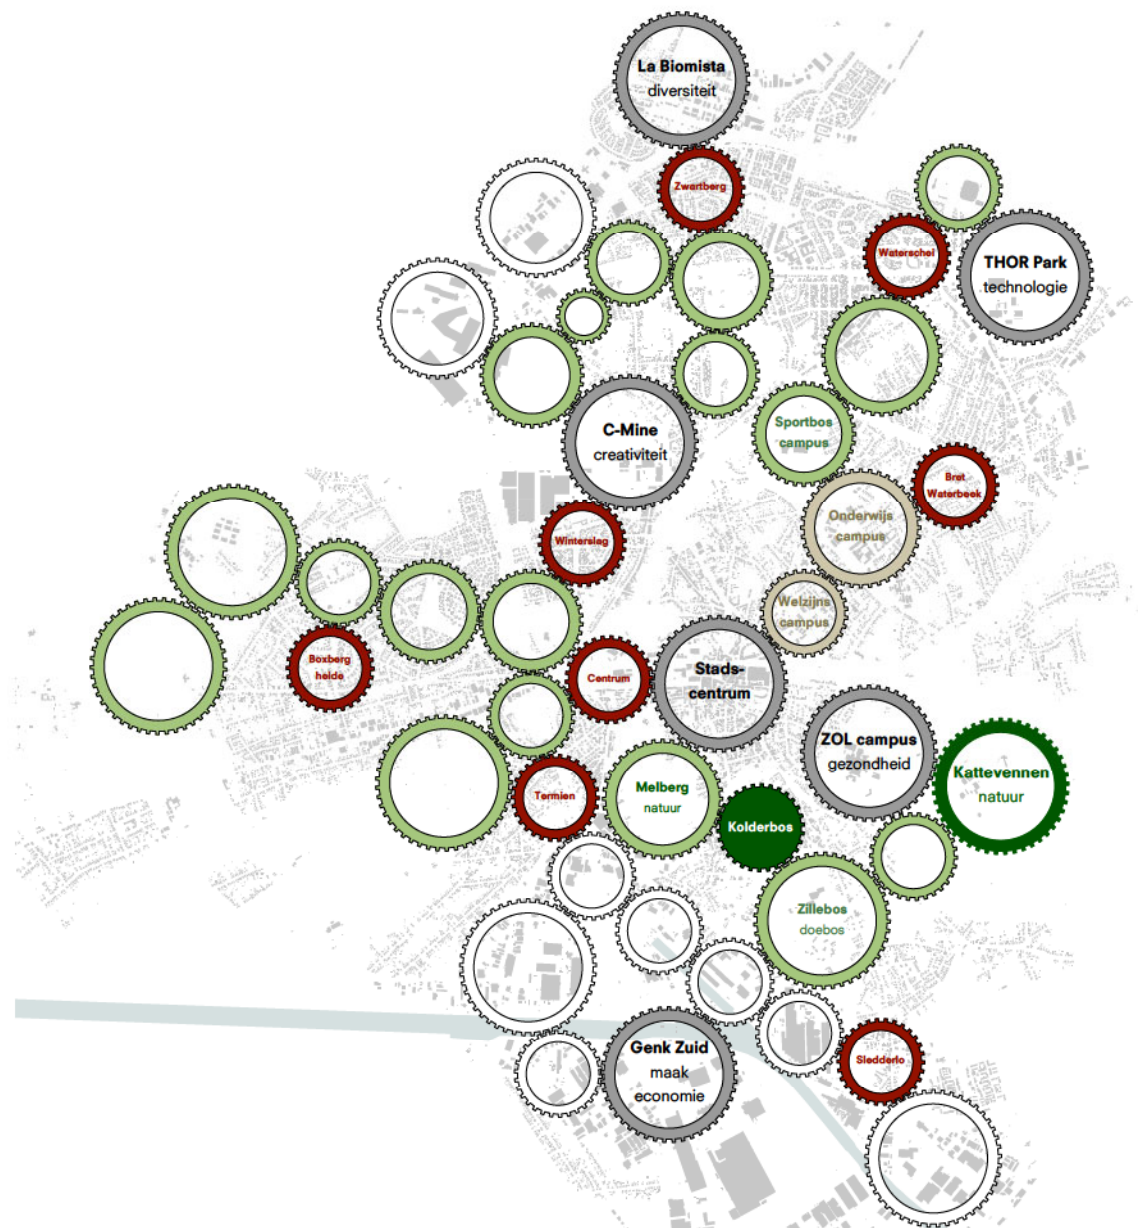 La Biomista
diversiteit
Zwartberg
Waterschei
THOR Park
technologie
C-Mine
creativiteit
Sportbos
campus
Bret
Waterbeek
Onderwijs
campus
Winterslag
Welzijns
campus
Boxberg
heide
Centrum
Stads-
centrum
ZOL campus
gezondheid
Kattevennen
natuur
Termien
Melberg
natuur
Kolderbos
Zillebos
doebos
Genk Zuid
maak
economie
Sledderlo